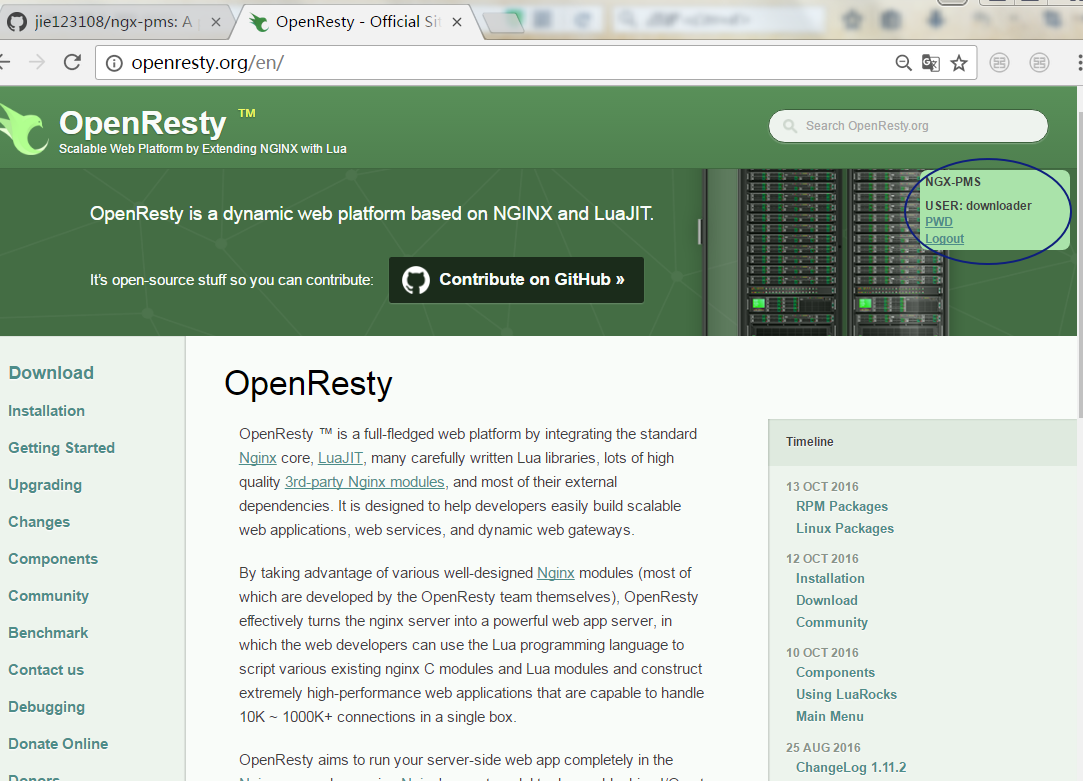 jie123108/ngx-pms: A p
OpenResty - Official Sit
openresty.org/en/
OpenResty ™
Scalable Web Platform by Extending NGINX with Lua
Search OpenResty.org
OpenResty is a dynamic web platform based on NGINX and LuaJIT.
It's open-source stuff so you can contribute:
Contribute on GitHub »
NGX-PMS
USER: downloader
PWD
Logout
Download
Installation
Getting Started
Upgrading
Changes
Components
Community
Benchmark
Contact us
Debugging
Donate Online
Donors
OpenResty
OpenResty ™ is a full-fledged web platform by integrating the standard
Nginx core, LuaJIT, many carefully written Lua libraries, lots of high
quality 3rd-party Nginx modules, and most of their external
dependencies. It is designed to help developers easily build scalable
web applications, web services, and dynamic web gateways.
By taking advantage of various well-designed Nginx modules (most of
which are developed by the OpenResty team themselves), OpenResty
effectively turns the nginx server into a powerful web app server, in
which the web developers can use the Lua programming language to
script various existing nginx C modules and Lua modules and construct
extremely high-performance web applications that are capable to handle
10K ~ 1000K+ connections in a single box.
OpenResty aims to run your server-side web app completely in the
Timeline
13 OCT 2016
RPM Packages
Linux Packages
12 OCT 2016
Installation
Download
Community
10 OCT 2016
Components
Using LuaRocks
Main Menu
25 AUG 2016
ChangeLog 1.11.2